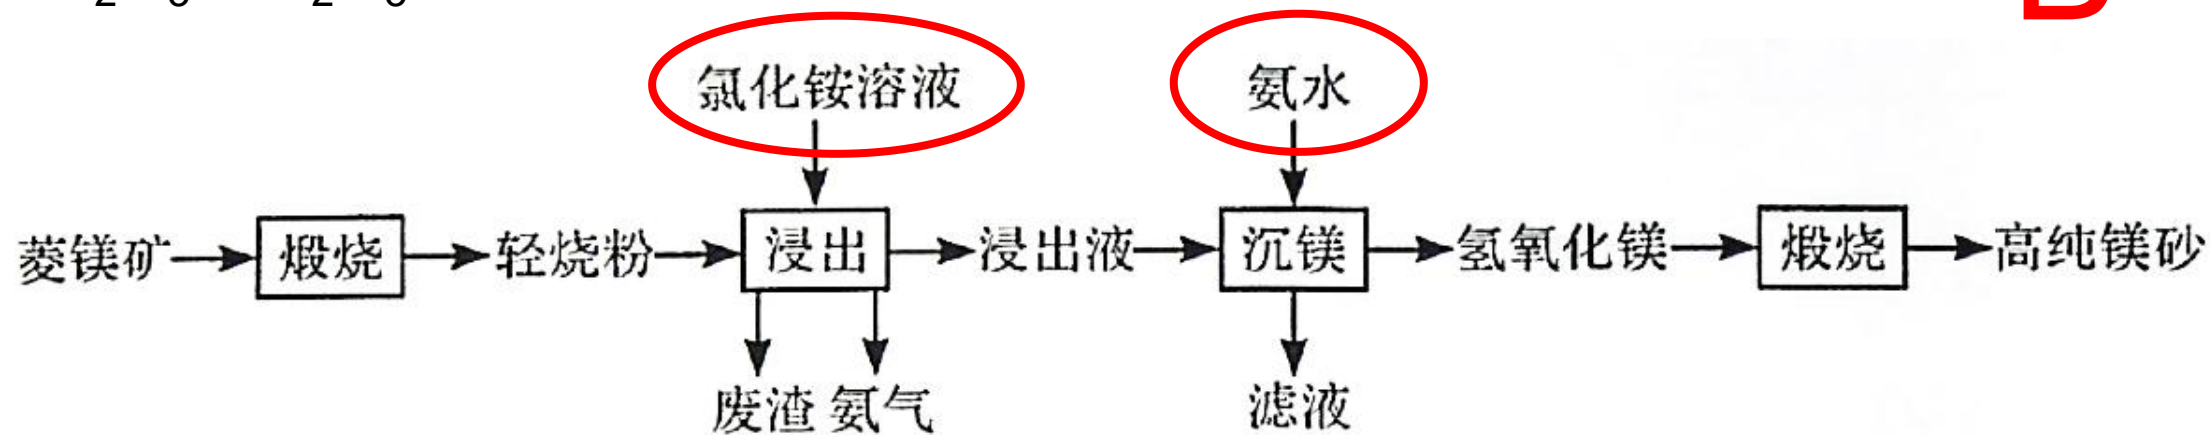 氯化铵溶液 氨水
菱镁矿 煅烧 轻烧粉 浸出 浸出液 沉镁 氢氧化镁 煅烧 高纯镁砂
废渣 氨气 滤液